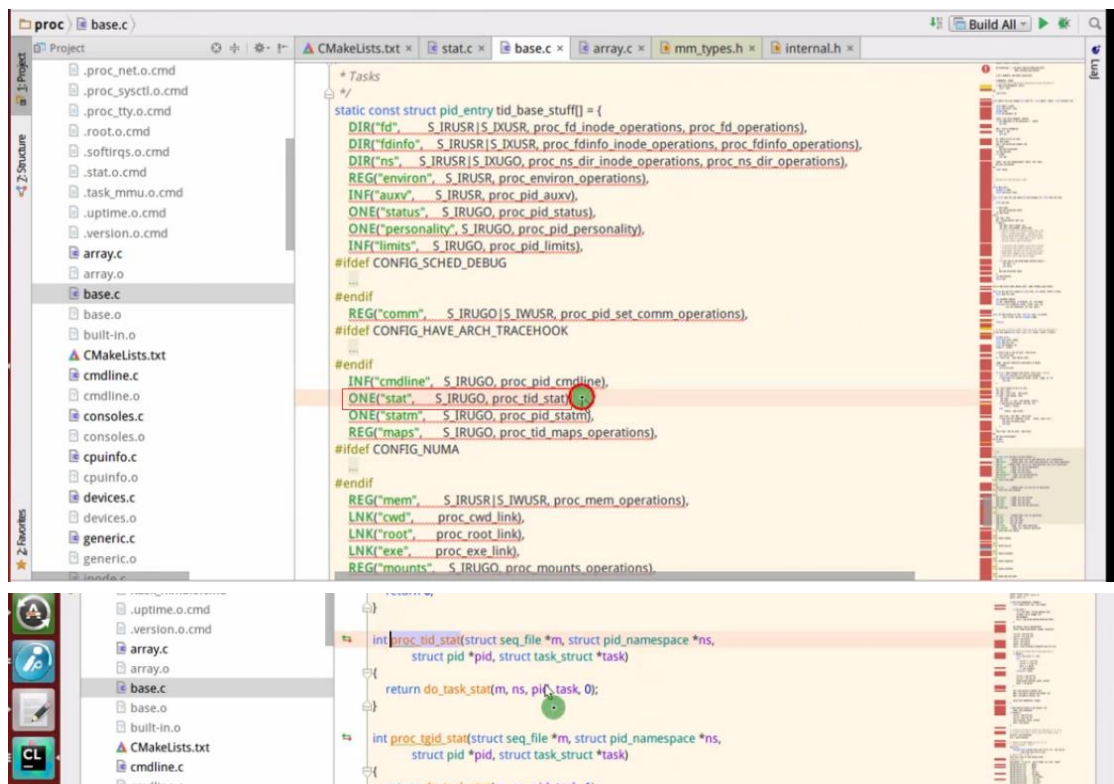 proc base.c
Build All
Project
CMakeLists.txt × stat.c × base.c × array.c × mm_types.h × internal.h ×
1: Project
2: Structure
2: Favorites
Lua
.proc_net.o.cmd
.proc_sysctl.o.cmd
.proc_tty.o.cmd
.root.o.cmd
.softirqs.o.cmd
.stat.o.cmd
.task_mmu.o.cmd
.uptime.o.cmd
.version.o.cmd
array.c
array.o
base.c
base.o
built-in.o
CMakeLists.txt
cmdline.c
cmdline.o
consoles.c
consoles.o
cpuinfo.c
cpuinfo.o
devices.c
devices.o
generic.c
generic.o
inode.c
* Tasks
*/
static const struct pid_entry tid_base_stuff[] = {
DIR("fd", S_IRUSR|S_IXUSR, proc_fd_inode_operations, proc_fd_operations),
DIR("fdinfo", S_IRUSR|S_IXUSR, proc_fdinfo_inode_operations, proc_fdinfo_operations),
DIR("ns", S_IRUSR|S_IXUGO, proc_ns_dir_inode_operations, proc_ns_dir_operations),
REG("environ", S_IRUSR, proc_environ_operations),
INF("auxv", S_IRUSR, proc_pid_auxv),
ONE("status", S_IRUGO, proc_pid_status),
ONE("personality", S_IRUGO, proc_pid_personality),
INF("limits", S_IRUGO, proc_pid_limits),
#ifdef CONFIG_SCHED_DEBUG
...
#endif
REG("comm", S_IRUGO|S_IWUSR, proc_pid_set_comm_operations),
#ifdef CONFIG_HAVE_ARCH_TRACEHOOK
...
#endif
INF("cmdline", S_IRUGO, proc_pid_cmdline),
ONE("stat", S_IRUGO, proc_tid_stat)
ONE("statm", S_IRUGO, proc_pid_statm),
REG("maps", S_IRUGO, proc_tid_maps_operations),
#ifdef CONFIG_NUMA
...
#endif
REG("mem", S_IRUSR|S_IWUSR, proc_mem_operations),
LNK("cwd", proc_cwd_link),
LNK("root", proc_root_link),
LNK("exe", proc_exe_link),
REG("mounts", S_IRUGO, proc_mounts_operations),
.uptime.o.cmd
.version.o.cmd
array.c
array.o
base.c
base.o
built-in.o
CMakeLists.txt
cmdline.c
CL
return 0;
}
int proc_tid_stat(struct seq_file *m, struct pid_namespace *ns,
struct pid *pid, struct task_struct *task)
{
return do_task_stat(m, ns, pid, task, 0);
}
int proc_tgid_stat(struct seq_file *m, struct pid_namespace *ns,
struct pid *pid, struct task_struct *task)
{